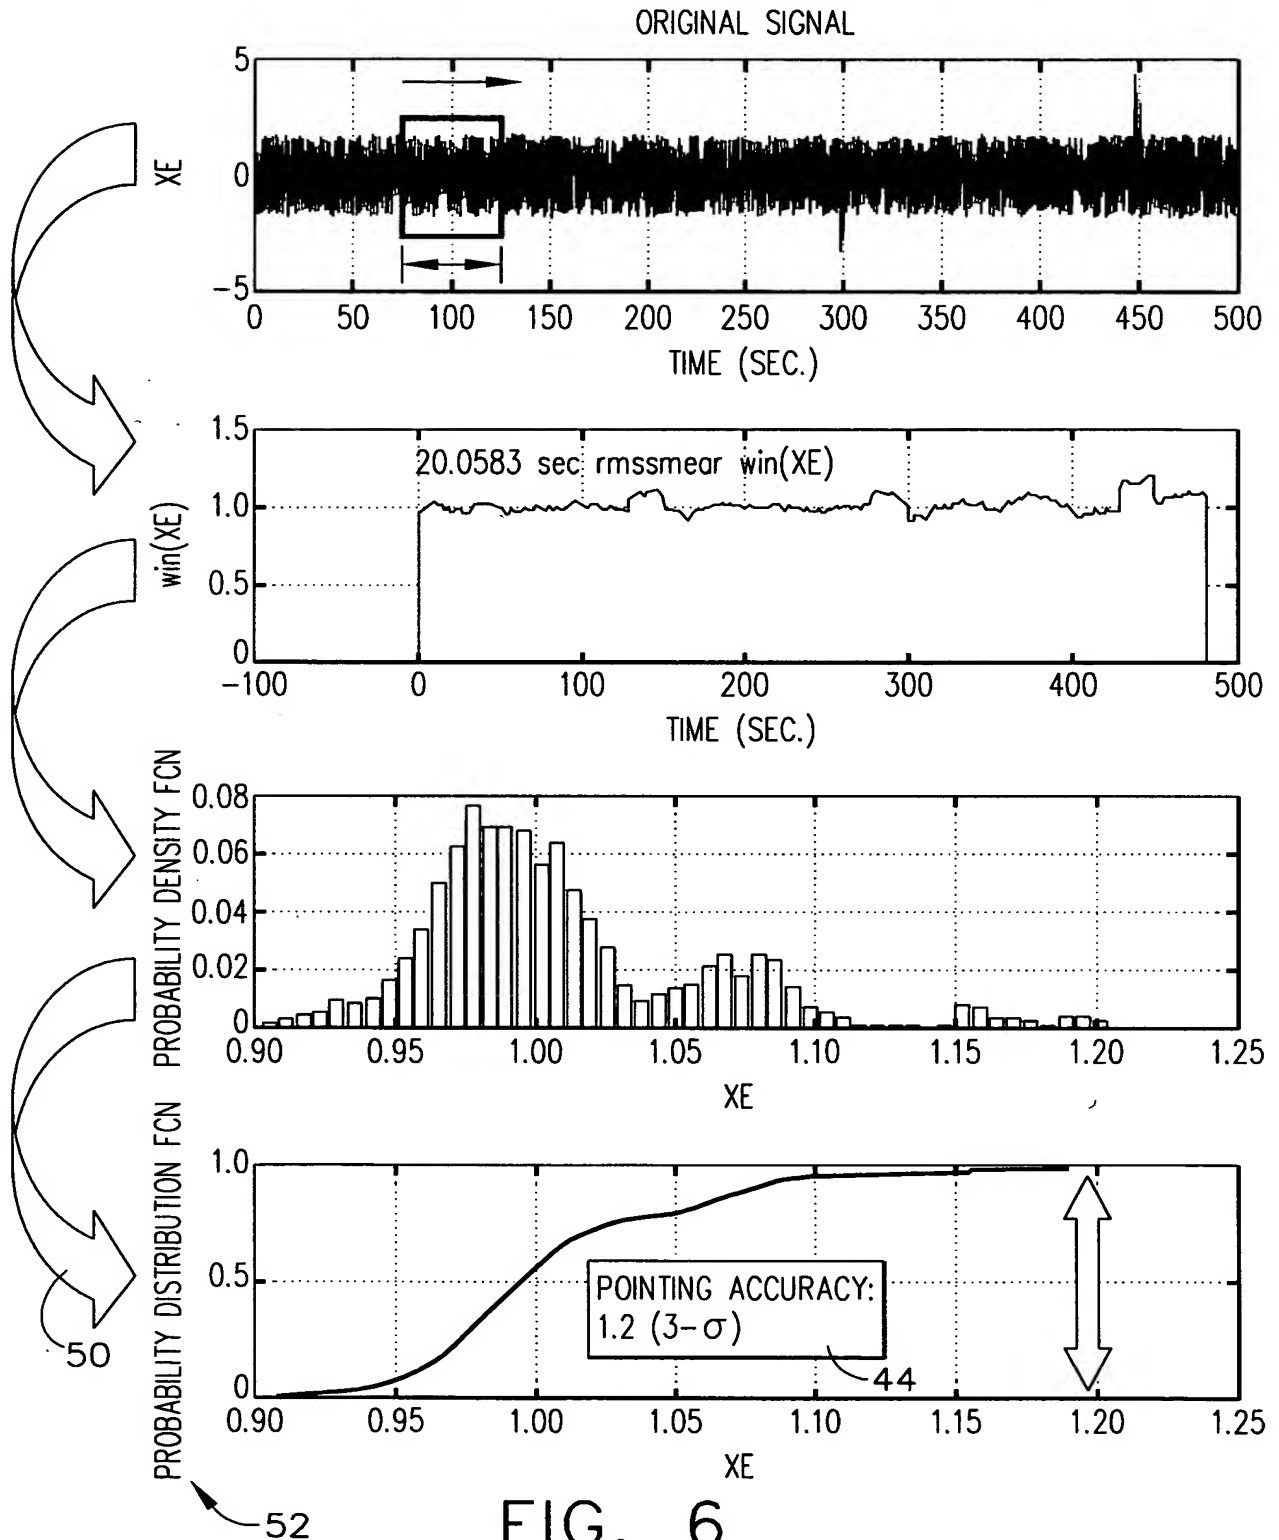 ORIGINAL SIGNAL
5
0
-5
XE
0 50 100 150 200 250 300 350 400 450 500
TIME (SEC.)
1.5
1.0
0.5
0
win(XE)
20.0583 sec rmssmear win(XE)
-100 0 100 200 300 400 500
TIME (SEC.)
PROBABILITY DENSITY FCN
0.08
0.06
0.04
0.02
0
0.90 0.95 1.00 1.05 1.10 1.15 1.20 1.25
XE
PROBABILITY DISTRIBUTION FCN
1.0
0.5
0
POINTING ACCURACY:
1.2 (3-σ)
44
50
0.90 0.95 1.00 1.05 1.10 1.15 1.20 1.25
XE
52
FIG. 6